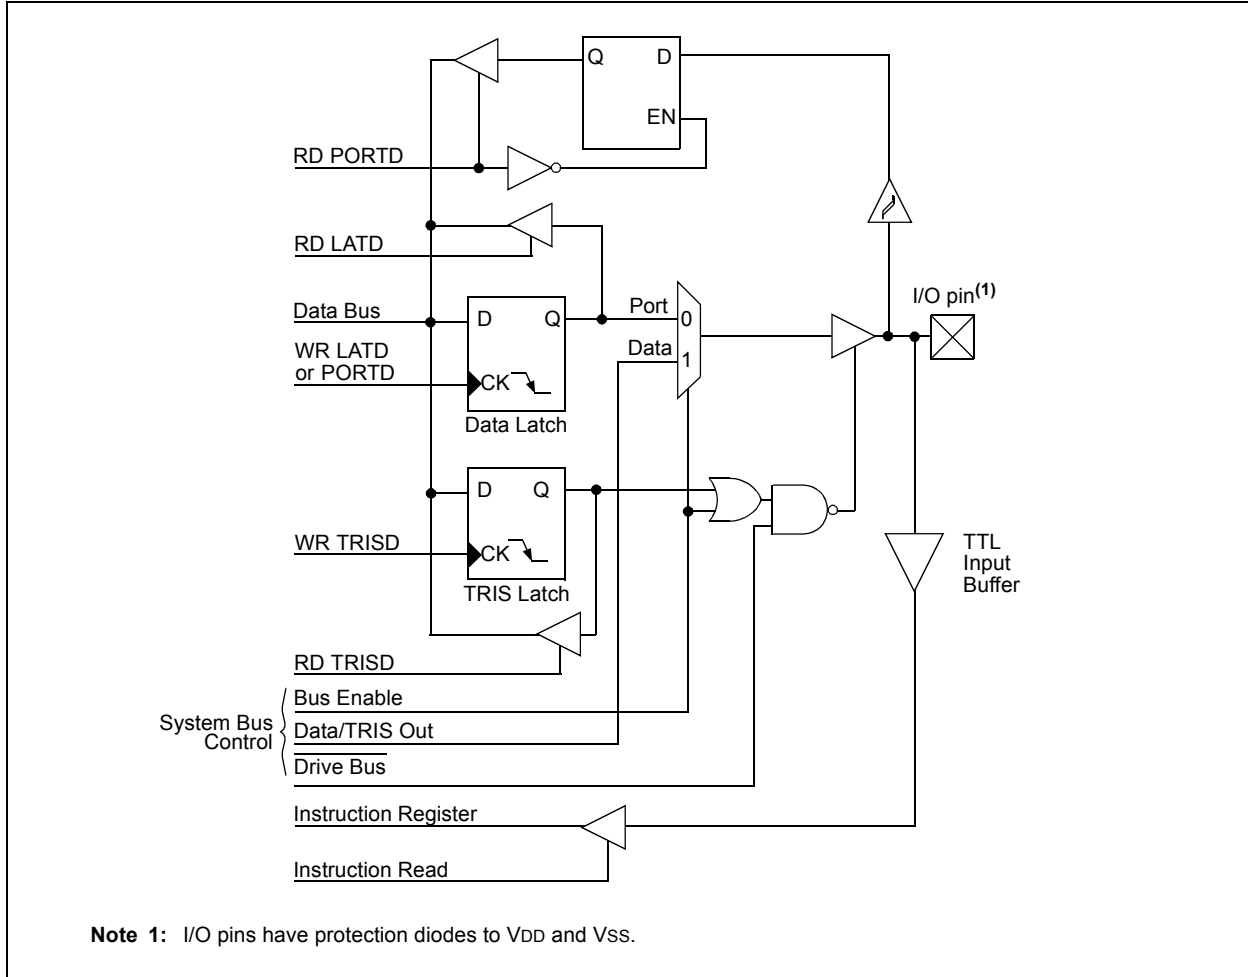 Q D
EN
RD PORTD
RD LATD
I/O pin(1)
Data Bus
D Q
Port
0
WR LATD
or PORTD
Data
1
CK
Data Latch
D Q
WR TRISD
CK
TRIS Latch
TTL
Input
Buffer
RD TRISD
System Bus
Control
Bus Enable
Data/TRIS Out
Drive Bus
Instruction Register
Instruction Read
Note 1: I/O pins have protection diodes to VDD and VSS.